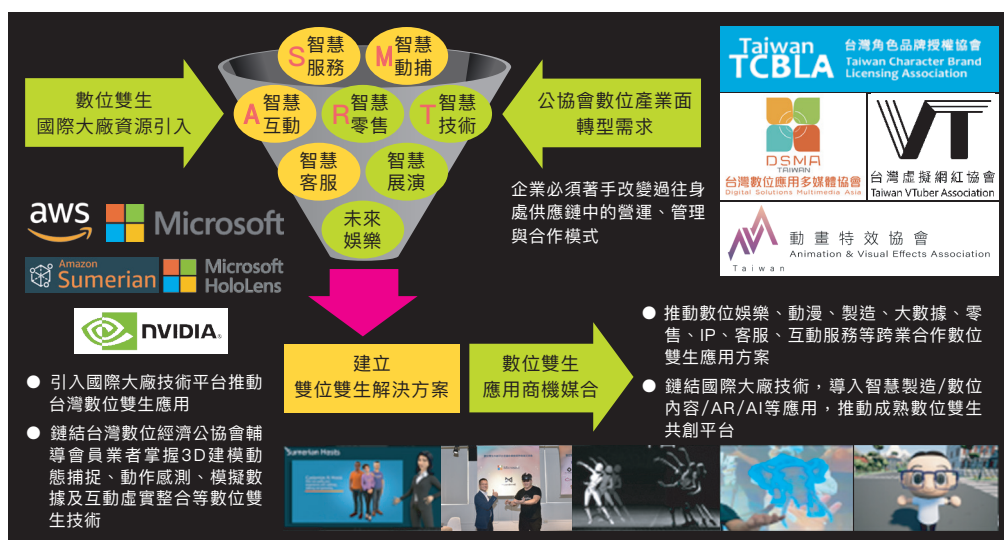 數位雙生
國際大廠資源引入
S 智慧
服務
M 智慧
動捕
A 智慧
互動
R 智慧
零售
T 智慧
技術
智慧
客服
智慧
展演
未來
娛樂
公協會數位產業面
轉型需求
企業必須著手改變過往身
處供應鏈中的營運、管理
與合作模式
Taiwan
TCBLA
台灣角色品牌授權協會
Taiwan Character Brand
Licensing Association
DSMA
TAIWAN
台灣數位應用多媒體協會
Digital Solutions Multimedia Asia
VT
台灣虛擬網紅協會
Taiwan VTuber Association
動畫特效協會
Animation & Visual Effects Association
Taiwan
aws
Microsoft
Amazon
Sumerian
Microsoft
HoloLens
nVIDIA.
建立
雙位雙生解決方案
數位雙生
應用商機媒合
● 引入國際大廠技術平台推動
台灣數位雙生應用
● 鏈結台灣數位經濟公協會輔
導會員業者掌握3D建模動
態捕捉、動作感測、模擬數
據及互動虛實整合等數位雙
生技術
● 推動數位娛樂、動漫、製造、大數據、零
售、IP、客服、互動服務等跨業合作數位
雙生應用方案
● 鏈結國際大廠技術，導入智慧製造/數位
內容/AR/AI等應用，推動成熟數位雙生
共創平台
Sumerian Hosts